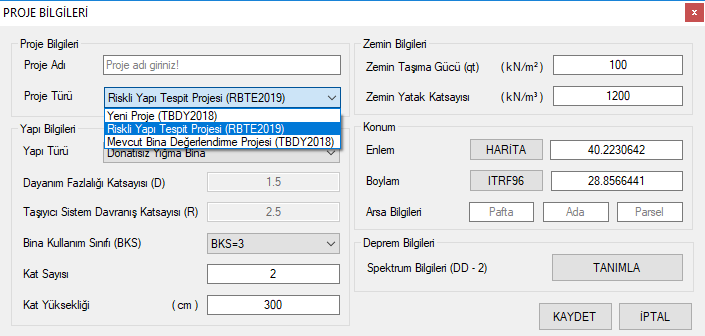 PROJE BİLGİLERİ
x
Proje Bilgileri
Proje Adı Proje adı giriniz!
Proje Türü Riskli Yapı Tespit Projesi (RBTE2019)
Yeni Proje (TBDY2018)
Riskli Yapı Tespit Projesi (RBTE2019)
Mevcut Bina Değerlendirme Projesi (TBDY2018)
Yapı Bilgileri
Yapı Türü Donatısız Yığma Bina
Dayanım Fazlalığı Katsayısı (D) 1.5
Taşıyıcı Sistem Davranış Katsayısı (R) 2.5
Bina Kullanım Sınıfı (BKS) BKS=3
Kat Sayısı 2
Kat Yüksekliği (cm) 300
Zemin Bilgileri
Zemin Taşıma Gücü (qt) (kN/m²) 100
Zemin Yatak Katsayısı (kN/m³) 1200
Konum
Enlem HARİTA 40.2230642
Boylam ITRF96 28.8566441
Arsa Bilgileri Pafta Ada Parsel
Deprem Bilgileri
Spektrum Bilgileri (DD - 2) TANIMLA
KAYDET İPTAL